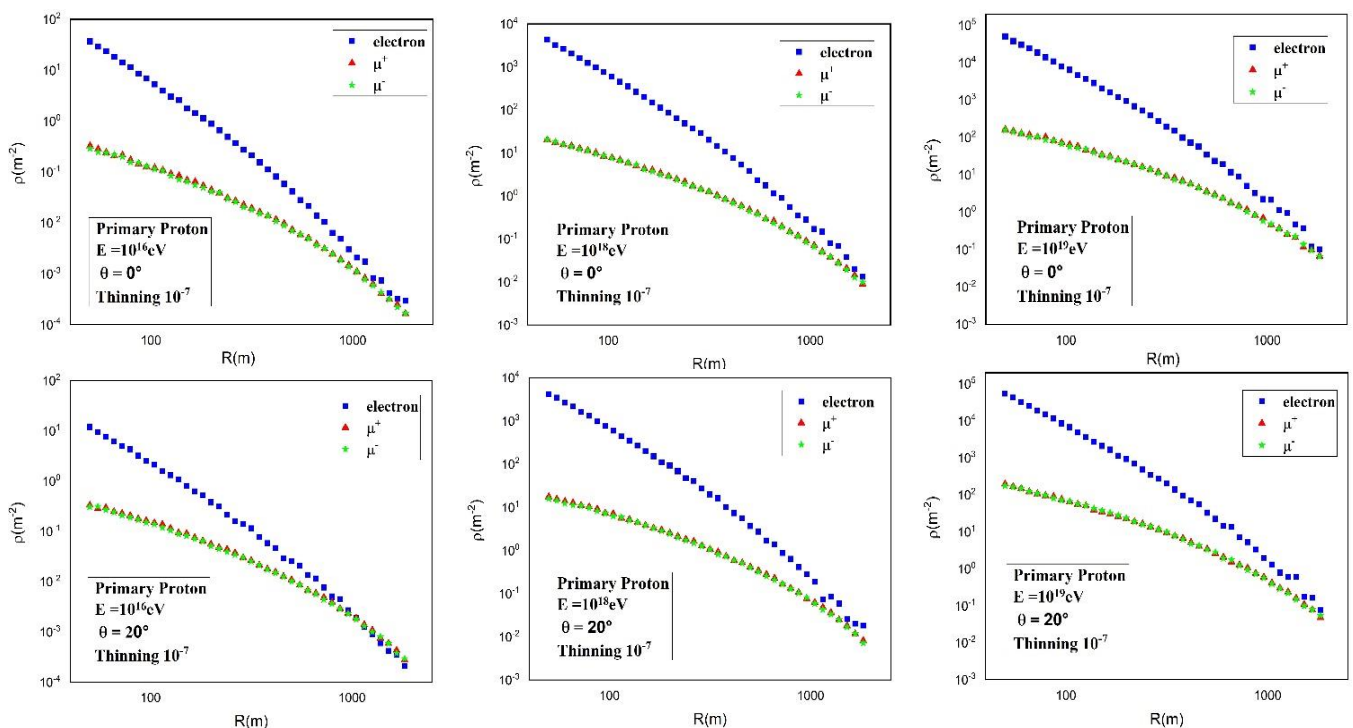 10²
electron
μ⁺
μ⁻
10¹
10⁰
ρ(m⁻²)
10⁻¹
10⁻²
Primary Proton
E =10¹⁶eV
θ = 0°
Thinning 10⁻⁷
10⁻³
10⁻⁴
100
1000
R(m)
10⁴
electron
μ⁺
μ⁻
10³
10²
ρ(m⁻²)
10¹
10⁰
10⁻¹
Primary Proton
E =10¹⁸eV
θ = 0°
Thinning 10⁻⁷
10⁻²
10⁻³
100
1000
R(m)
10⁵
electron
μ⁺
μ⁻
10⁴
10³
10²
ρ(m⁻²)
10¹
10⁰
Primary Proton
E =10¹⁹eV
θ = 0°
Thinning 10⁻⁷
10⁻¹
10⁻²
10⁻³
100
1000
R(m)
10²
electron
μ⁺
μ⁻
10¹
10⁰
ρ(m⁻²)
10⁻¹
10⁻²
Primary Proton
E =10¹⁶eV
θ = 20°
Thinning 10⁻⁷
10⁻³
10⁻⁴
100
1000
R(m)
10⁴
electron
μ⁺
μ⁻
10³
10²
ρ(m⁻²)
10¹
10⁰
10⁻¹
Primary Proton
E =10¹⁸eV
θ = 20°
Thinning 10⁻⁷
10⁻²
10⁻³
100
1000
R(m)
10⁵
electron
μ⁺
μ⁻
10⁴
10³
10²
ρ(m⁻²)
10¹
10⁰
Primary Proton
E =10¹⁹eV
θ = 20°
Thinning 10⁻⁷
10⁻¹
10⁻²
10⁻³
100
1000
R(m)